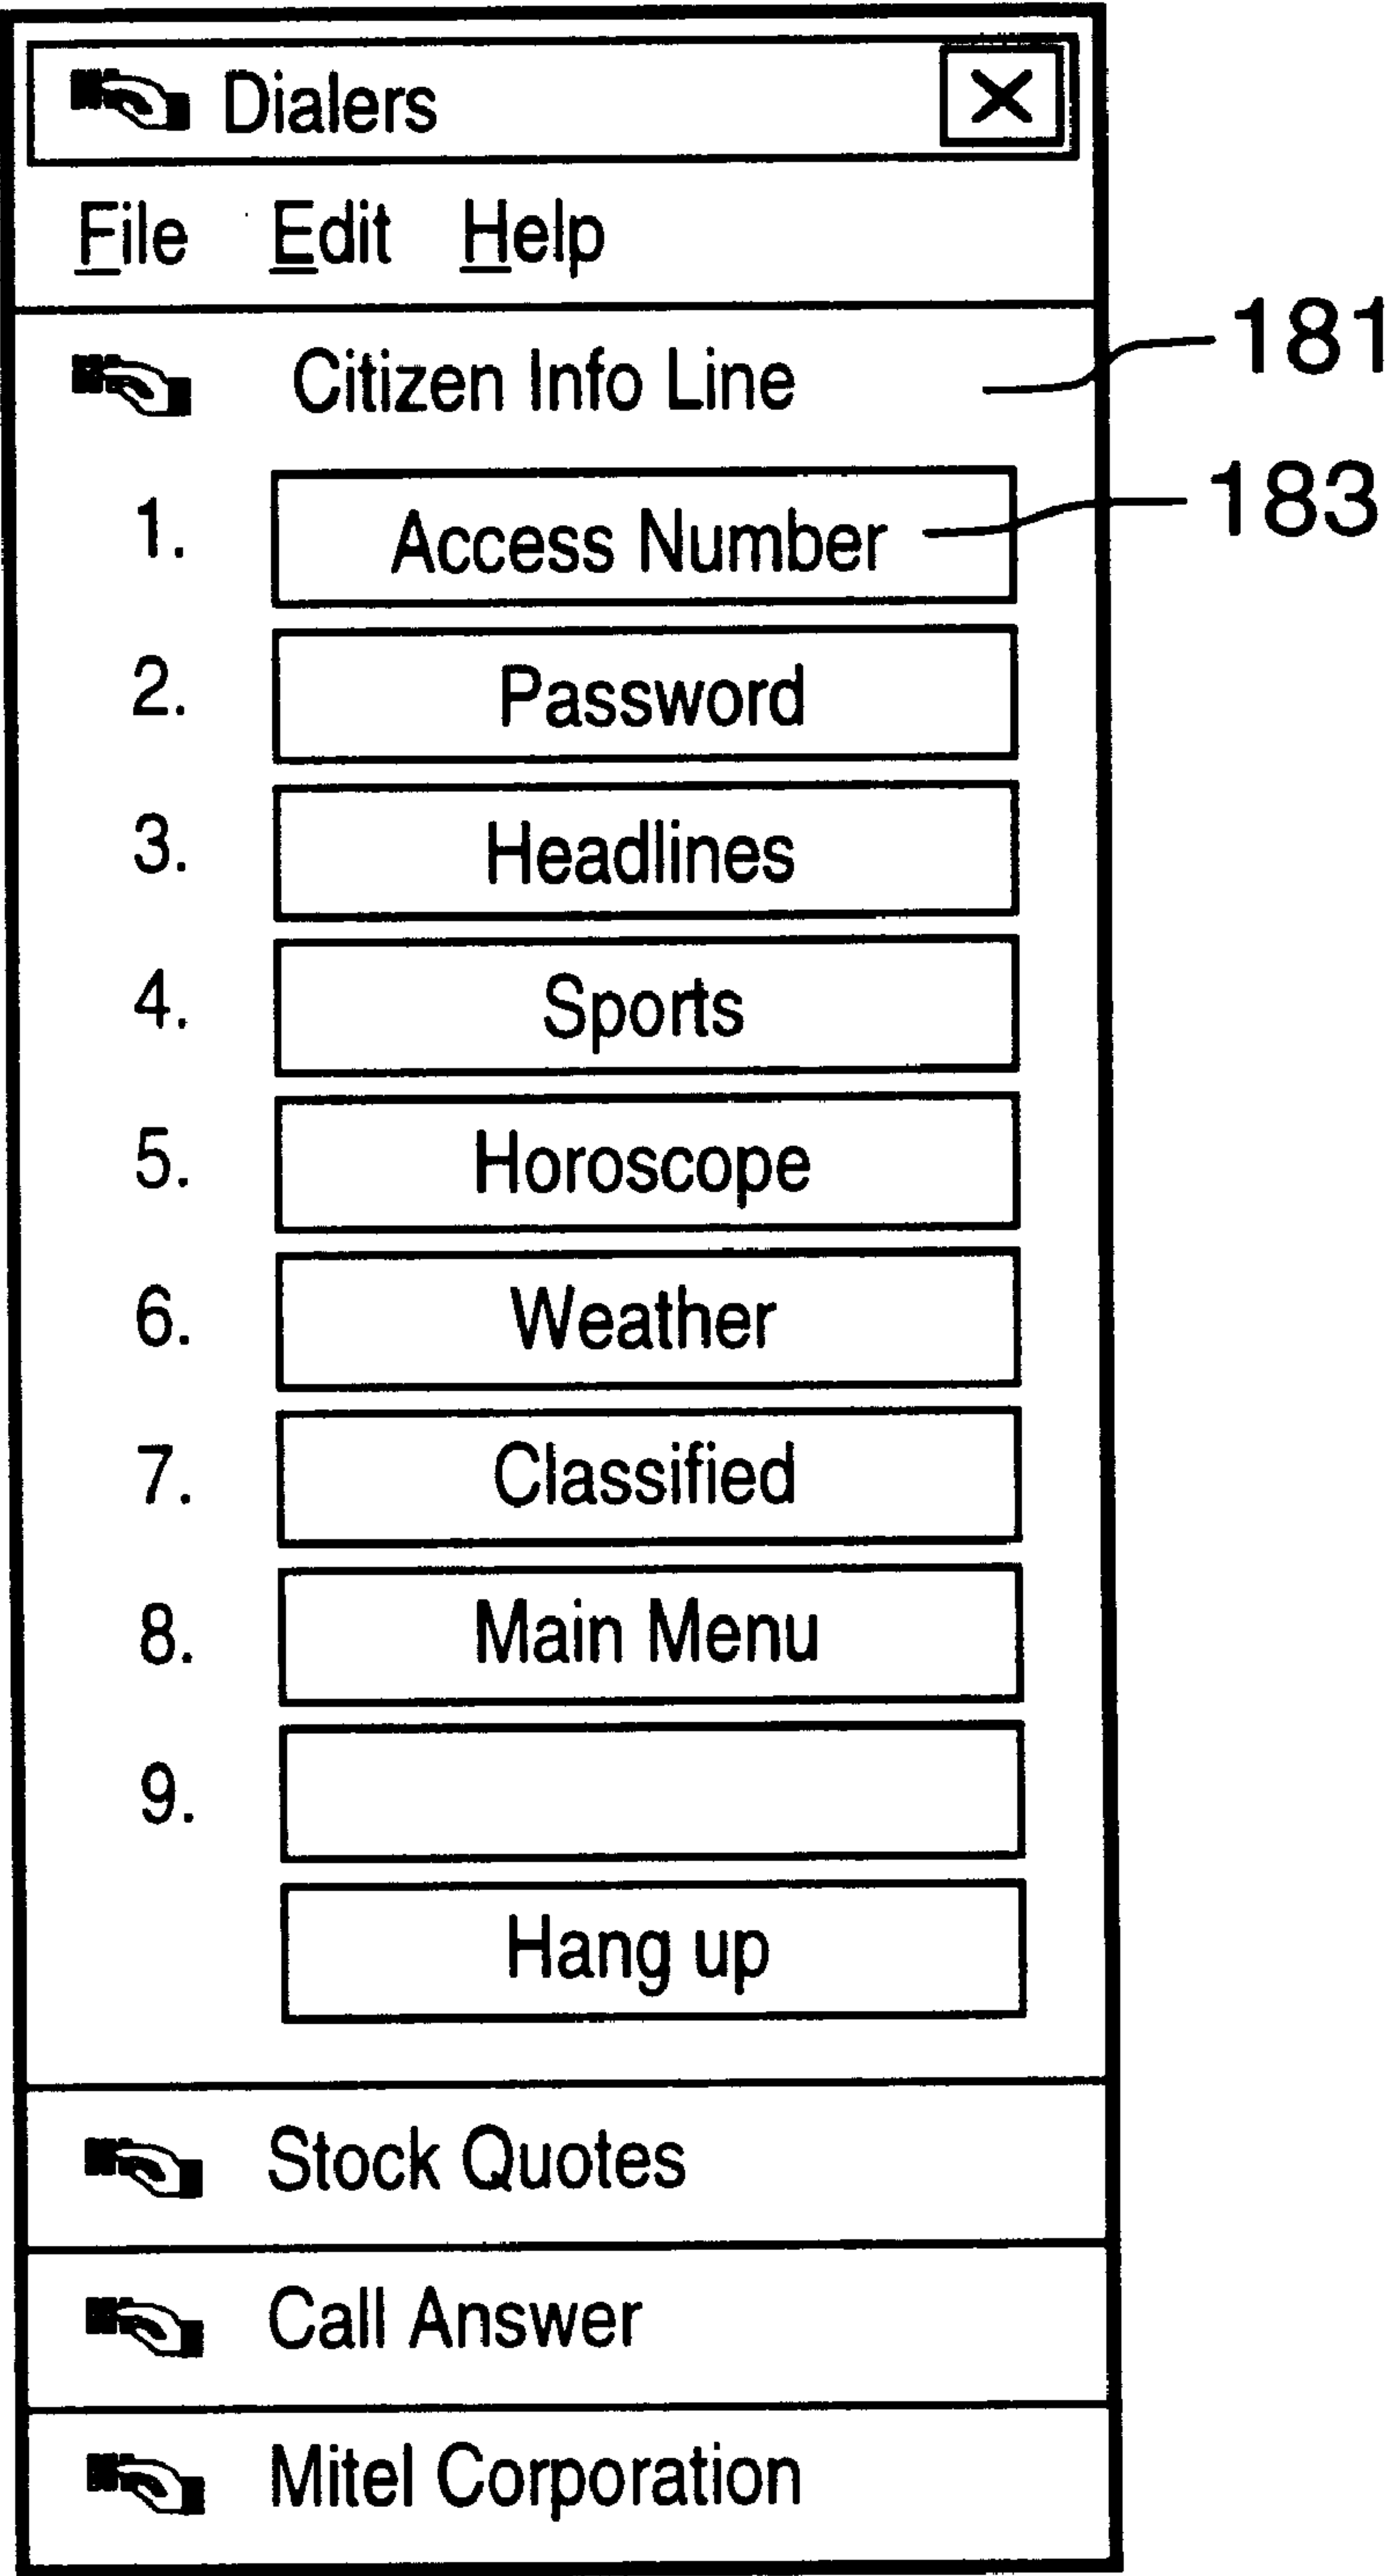 Dialers X
File Edit Help
Citizen Info Line 181
1. Access Number 183
2. Password
3. Headlines
4. Sports
5. Horoscope
6. Weather
7. Classified
8. Main Menu
9.
Hang up
Stock Quotes
Call Answer
Mitel Corporation